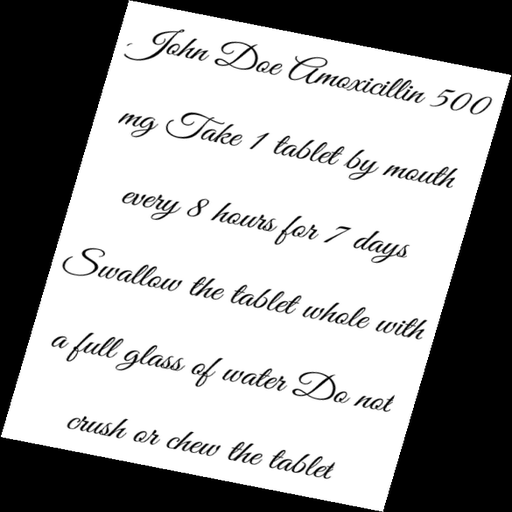 John Doe Amoxicillin 500
mg Take 1 tablet by mouth
every 8 hours for 7 days
Swallow the tablet whole with
a full glass of water Do not
crush or chew the tablet